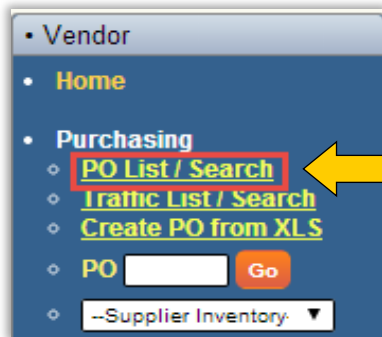 • Vendor
• Home
• Purchasing
PO List / Search
Traffic List / Search
Create PO from XLS
PO Go
--Supplier Inventory-